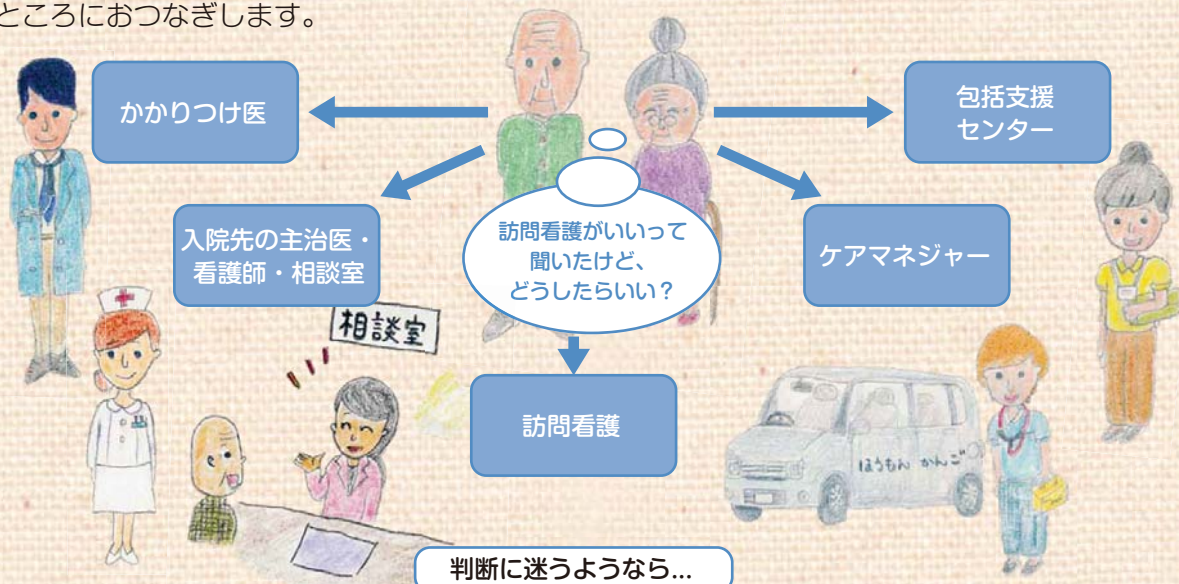 ところにおつなぎします。
かかりつけ医
包括支援
センター
入院先の主治医・
看護師・相談室
訪問看護がいいって
聞いたけど、
どうしたらいい？
ケアマネジャー
相談室
訪問看護
ほうもん かんご
判断に迷うようなら...